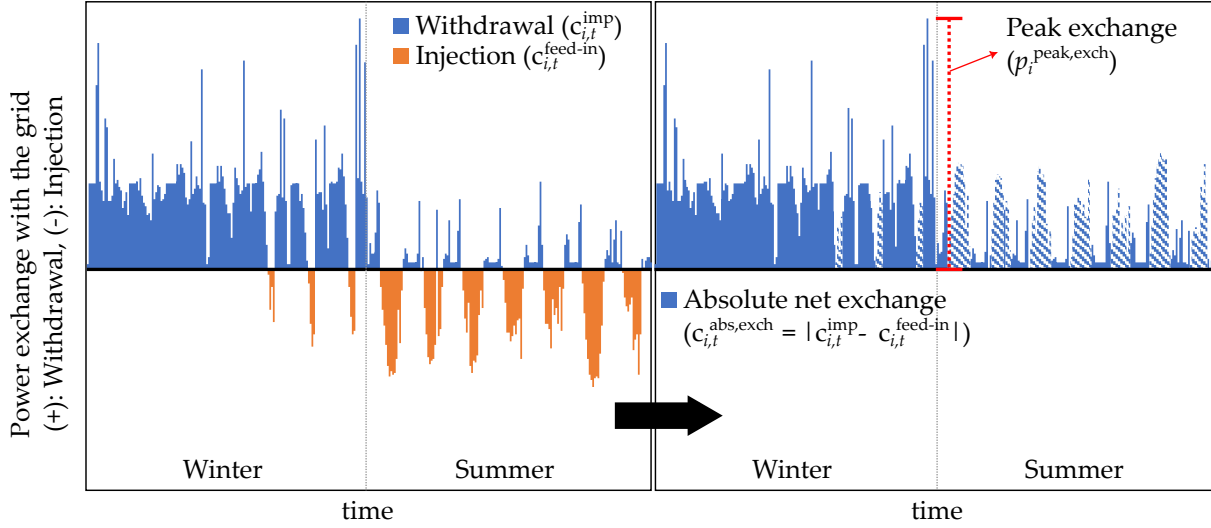 Power exchange with the grid
(+): Withdrawal, (-): Injection
Withdrawal (c_{i,t}^{imp})
Injection (c_{i,t}^{feed-in})
Winter
Summer
time
Peak exchange
(p_i^{peak,exch})
Absolute net exchange
(c_{i,t}^{abs,exch} = |c_{i,t}^{imp}- c_{i,t}^{feed-in}|)
Winter
Summer
time